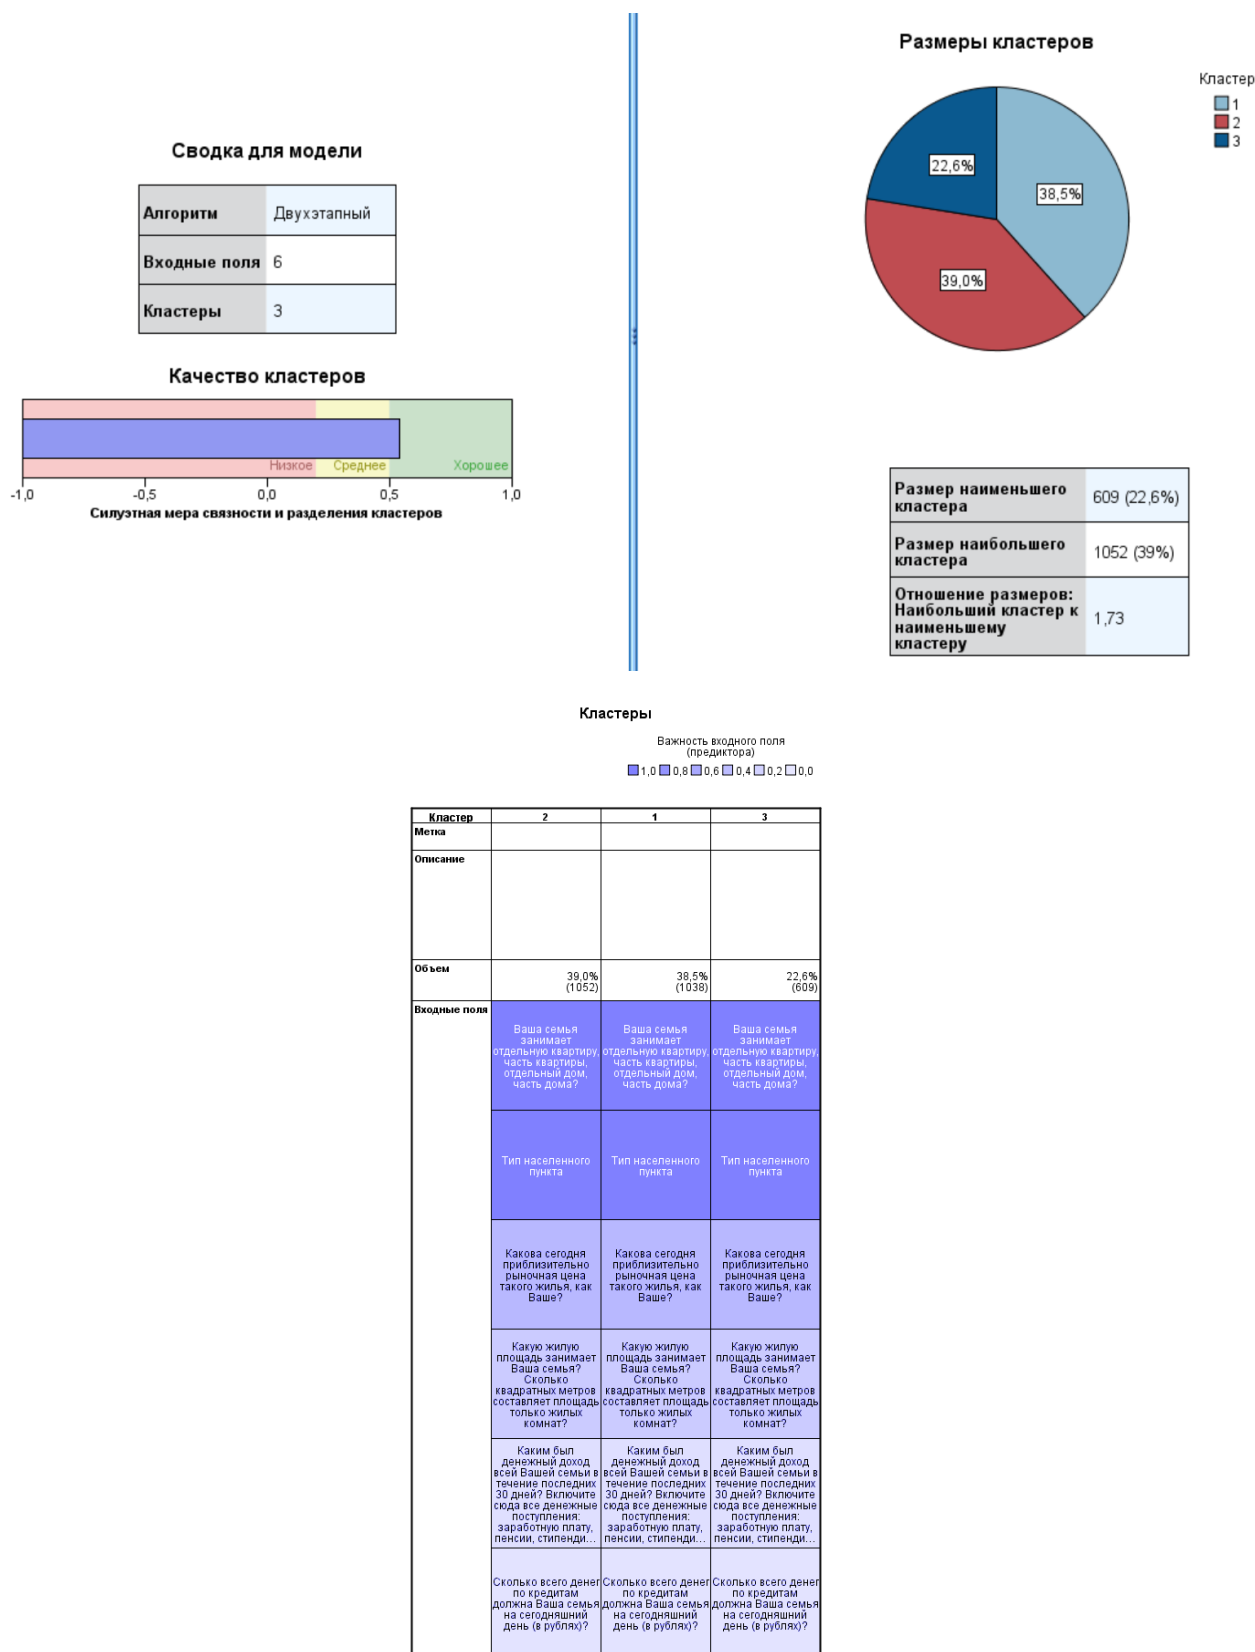 Сводка для модели
Алгоритм Двухэтапный
Входные поля 6
Кластеры 3
Качество кластеров
Низкое Среднее Хорошее
-1,0 -0,5 0,0 0,5 1,0
Силуэтная мера связности и разделения кластеров
Размеры кластеров
Кластер
1
2
3
22,6%
38,5%
39,0%
Размер наименьшего
кластера
609 (22,6%)
Размер наибольшего
кластера
1052 (39%)
Отношение размеров:
Наибольший кластер к
наименьшему
кластеру
1,73
Кластеры
Важность входного поля
(предиктора)
1,0 0,8 0,6 0,4 0,2 0,0
Кластер 2 1 3
Метка
Описание
Объем
39,0% 38,5% 22,6%
(1052) (1038) (609)
Входные поля
Ваша семья Ваша семья Ваша семья
занимает занимает занимает
отдельную квартиру, отдельную квартиру, отдельную квартиру,
часть квартиры, часть квартиры, часть квартиры,
отдельный дом, отдельный дом, отдельный дом,
часть дома? часть дома? часть дома?
Тип населенного Тип населенного Тип населенного
пункта пункта пункта
Какова сегодня Какова сегодня Какова сегодня
приблизительно приблизительно приблизительно
рыночная цена рыночная цена рыночная цена
такого жилья, как такого жилья, как такого жилья, как
Ваше? Ваше? Ваше?
Какую жилую Какую жилую Какую жилую
площадь занимает площадь занимает площадь занимает
Ваша семья? Ваша семья? Ваша семья?
Сколько Сколько Сколько
квадратных метров квадратных метров квадратных метров
составляет площадь составляет площадь составляет площадь
только жилых только жилых только жилых
комнат? комнат? комнат?
Каким был Каким был Каким был
денежный доход денежный доход денежный доход
всей Вашей семьи в всей Вашей семьи в всей Вашей семьи в
течение последних течение последних течение последних
30 дней? Включите 30 дней? Включите 30 дней? Включите
сюда все денежные сюда все денежные сюда все денежные
поступления: поступления: поступления:
заработную плату, заработную плату, заработную плату,
пенсии, стипенди... пенсии, стипенди... пенсии, стипенди...
Сколько всего денег Сколько всего денег Сколько всего денег
по кредитам по кредитам по кредитам
должна Ваша семья должна Ваша семья должна Ваша семья
на сегодняшний на сегодняшний на сегодняшний
день (в рублях)? день (в рублях)? день (в рублях)?